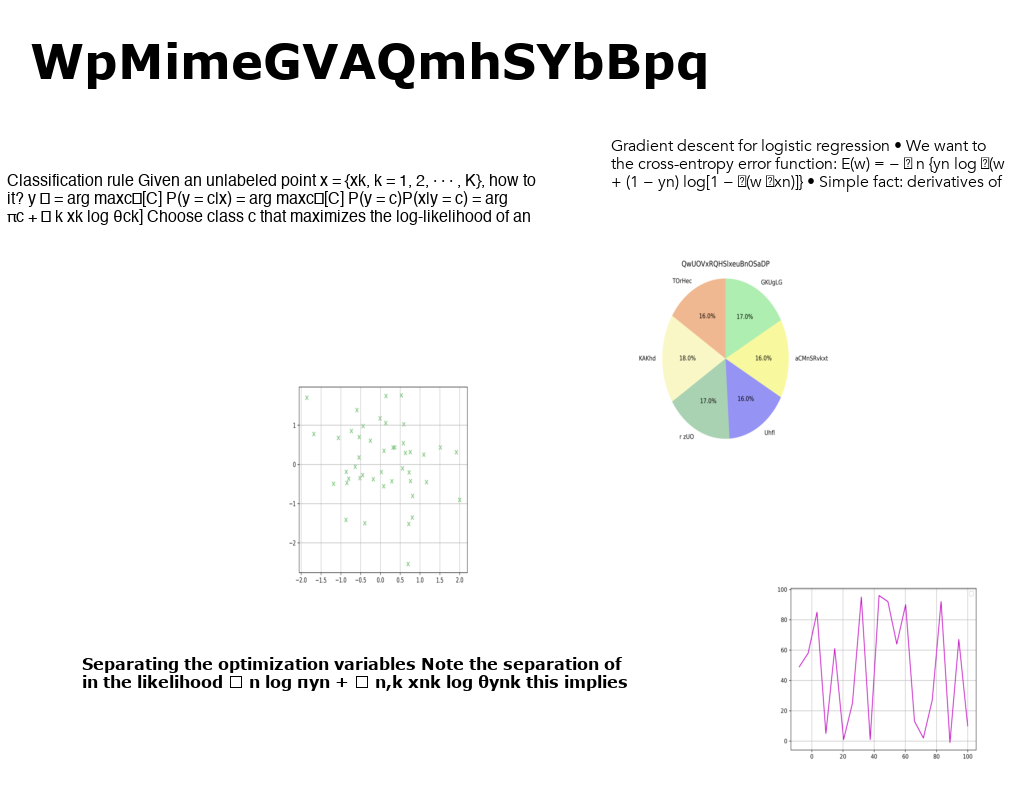 WpMimeGVAQmhSYbBpq
Gradient descent for logistic regression • We want to
the cross-entropy error function: E(w) = − □ n {yn log □(w
+ (1 − yn) log[1 − □(w □xn)]} • Simple fact: derivatives of
Classification rule Given an unlabeled point x = {xk, k = 1, 2, · · · , K}, how to
it? y □ = arg maxc□[C] P(y = c|x) = arg maxc□[C] P(y = c)P(x|y = c) = arg
πc + □ k xk log θck] Choose class c that maximizes the log-likelihood of an
QwUOVxRQHSIxeuBnOSaDP
TOrHec
GKUgLG
16.0%
17.0%
KAKhd
18.0%
16.0%
aCMnSRvkxt
17.0%
16.0%
r zUO
Uhfl
1
0
−1
−2
−2.0 −1.5 −1.0 −0.5 0.0 0.5 1.0 1.5 2.0
100
80
60
40
20
0
0 20 40 60 80 100
Separating the optimization variables Note the separation of
in the likelihood □ n log πyn + □ n,k xnk log θynk this implies